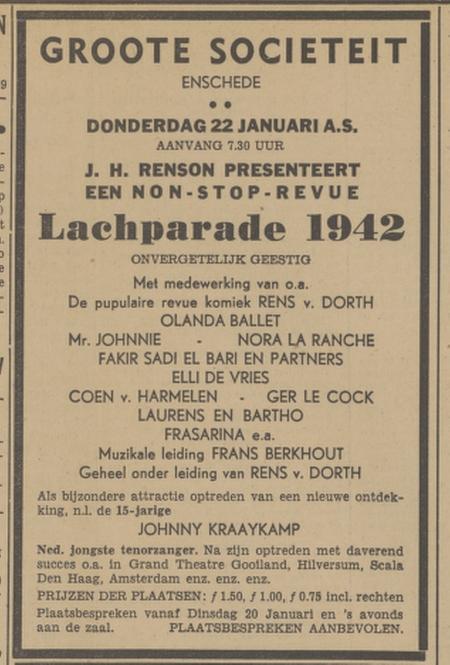 GROOTE SOCIETEIT
ENSCHEDE
DONDERDAG 22 JANUARI A.S.
AANVANG 7.30 UUR
J. H. RENSON PRESENTEERT
EEN NON-STOP-REVUE
Lachparade 1942
ONVERGETELIJK GEESTIG
Met medewerking van o.a.
De pupulaire revue komiek RENS v. DORTH
OLANDA BALLET
Mr. JOHNNIE - NORA LA RANCHE
FAKIR SADI EL BARI EN PARTNERS
ELLI DE VRIES
COEN v. HARMELEN - GER LE COCK
LAURENS EN BARTHO
FRASARINA e.a.
Muzikale leiding FRANS BERKHOUT
Geheel onder leiding van RENS v. DORTH
Als bijzondere attractie optreden van een nieuwe ontdek-
king, n.l. de 15-jarige
JOHNNY KRAAYKAMP
Ned. jongste tenorzanger. Na zijn optreden met daverend
succes o.a. in Grand Theatre Gooiland, Hilversum, Scala
Den Haag, Amsterdam enz. enz. enz.
PRIJZEN DER PLAATSEN: ƒ 1.50, ƒ 1.00, ƒ 0.75 incl. rechten
Plaatsbespreken vanaf Dinsdag 20 Januari en 's avonds
aan de zaal. PLAATSBESPREKEN AANBEVOLEN.